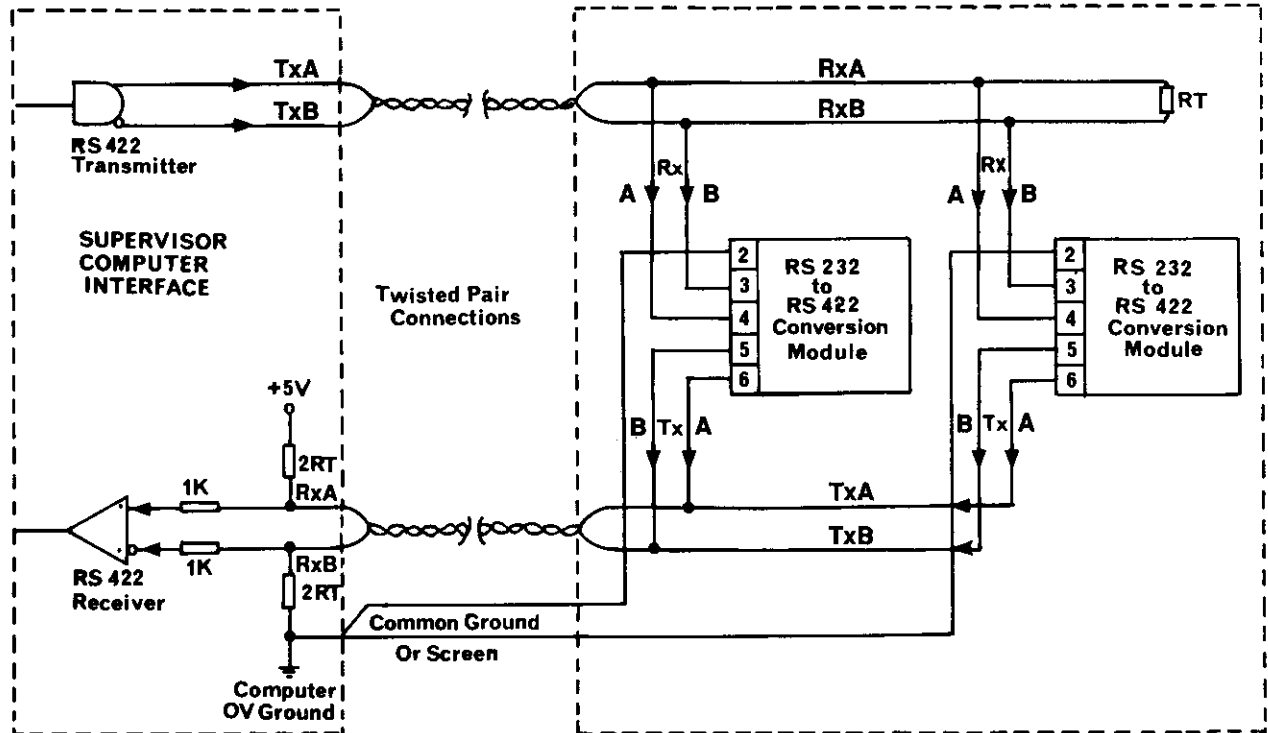 TxA
TxB
RS 422
Transmitter
SUPERVISOR
COMPUTER
INTERFACE
Twisted Pair
Connections
RxA
RxB
RT
Rx
A
B
Rx
A
B
2
3
4
5
6
RS 232
to
RS 422
Conversion
Module
2
3
4
5
6
RS 232
to
RS 422
Conversion
Module
B
Tx
A
B
Tx
A
+5V
2RT
1K
RxA
TxA
1K
RxB
TxB
RS 422
Receiver
2RT
Common Ground
Or Screen
Computer
OV Ground